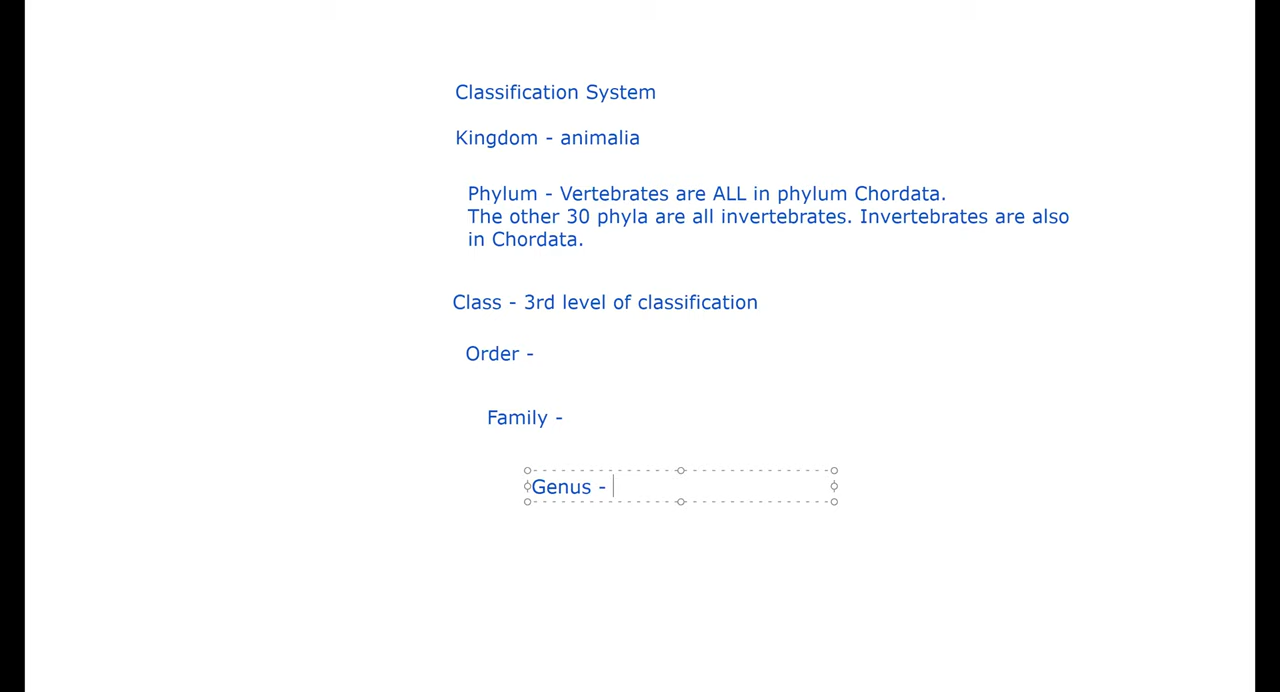 Classification System
Kingdom - animalia
Phylum - Vertebrates are ALL in phylum Chordata.
The other 30 phyla are all invertebrates. Invertebrates are also
in Chordata.
Class - 3rd level of classification
Order -
Family -
Genus -